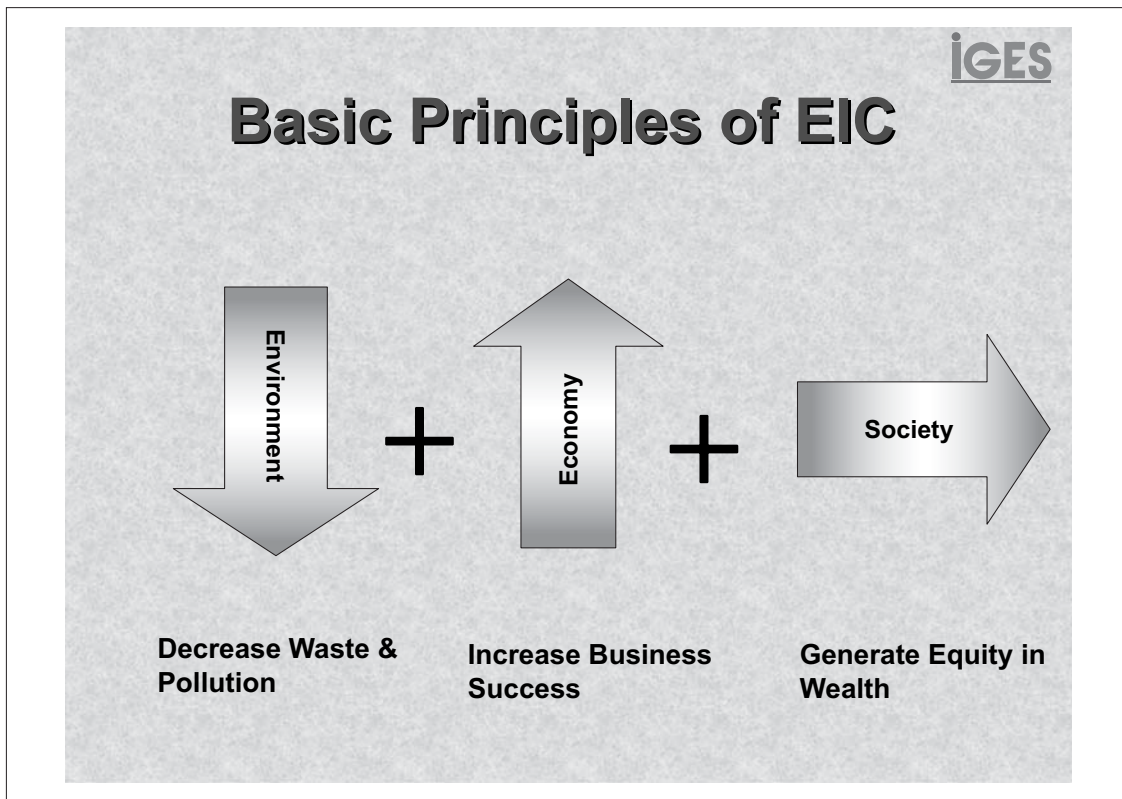 iGES
Basic Principles of EIC
Environment
+
Economy
+
Society
Decrease Waste &
Pollution
Increase Business
Success
Generate Equity in
Wealth